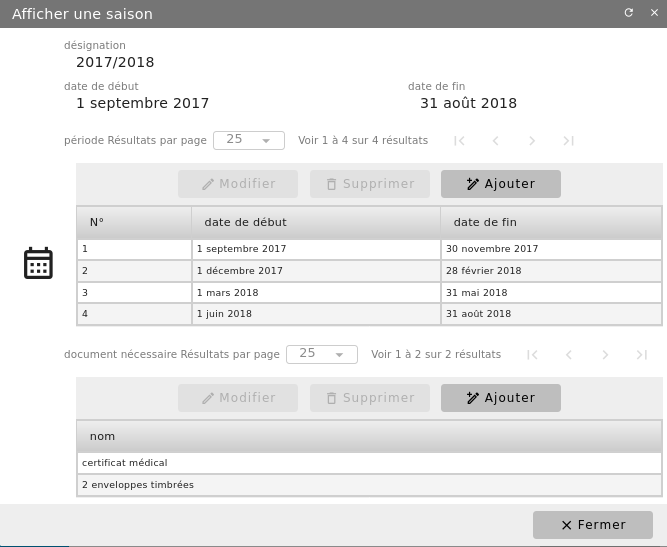 Afficher une saison
désignation
2017/2018
date de début date de fin
1 septembre 2017 31 août 2018
période Résultats par page 25 Voir 1 à 4 sur 4 résultats
Modifier Supprimer Ajouter
N° date de début date de fin
1 1 septembre 2017 30 novembre 2017
2 1 décembre 2017 28 février 2018
3 1 mars 2018 31 mai 2018
4 1 juin 2018 31 août 2018
document nécessaire Résultats par page 25 Voir 1 à 2 sur 2 résultats
Modifier Supprimer Ajouter
nom
certificat médical
2 enveloppes timbrées
Fermer